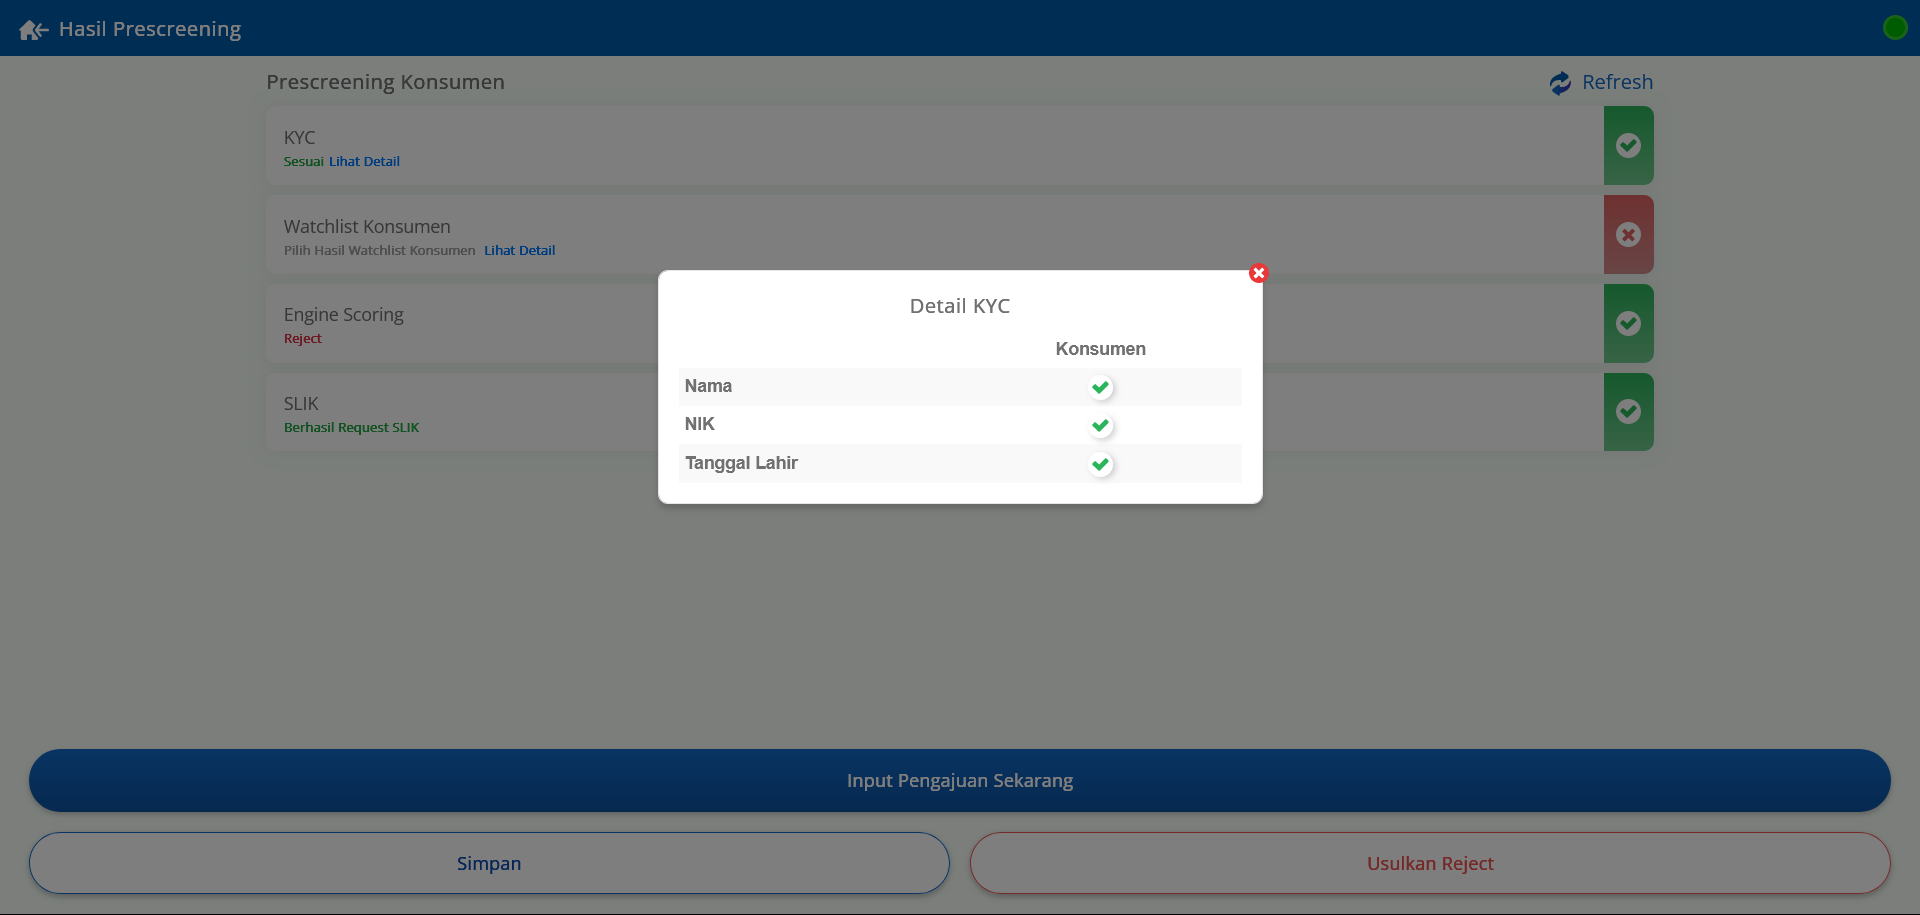 Hasil Prescreening
Prescreening Konsumen
Refresh
KYC
Sesuai Lihat Detail
Watchlist Konsumen
Pilih Hasil Watchlist Konsumen Lihat Detail
Engine Scoring
Reject
SLIK
Berhasil Request SLIK
Detail KYC
Konsumen
Nama
NIK
Tanggal Lahir
Input Pengajuan Sekarang
Simpan
Usulkan Reject